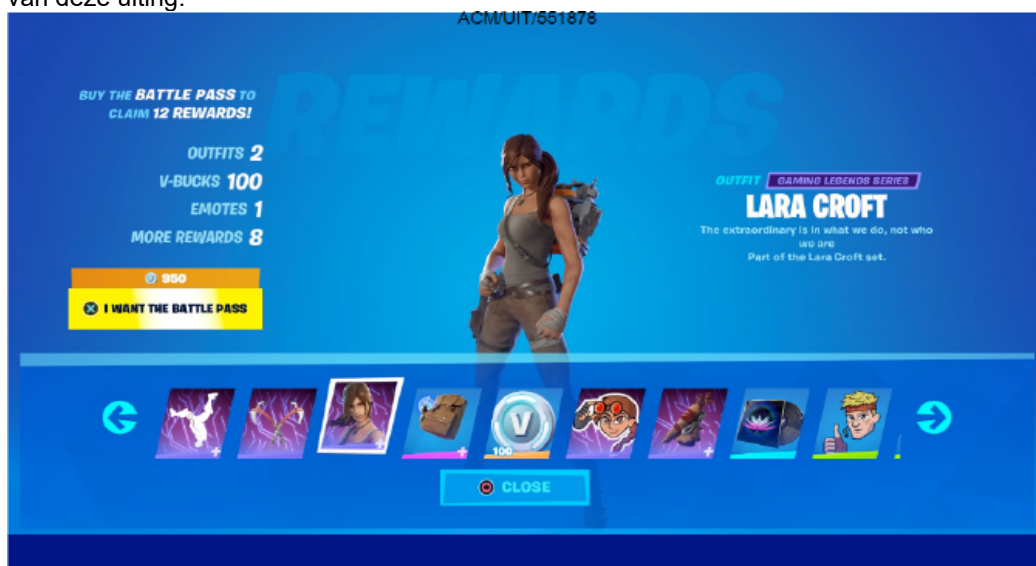 van deze uiting:
ACM/UIT/551878
REWARDS
BUY THE BATTLE PASS TO
CLAIM 12 REWARDS!
OUTFITS 2
V-BUCKS 100
EMOTES 1
MORE REWARDS 8
950
I WANT THE BATTLE PASS
OUTFIT GAMING LEGENDS SERIES
LARA CROFT
The extraordinary is in what we do, not who
we are
Part of the Lara Croft set.
V
100
CLOSE